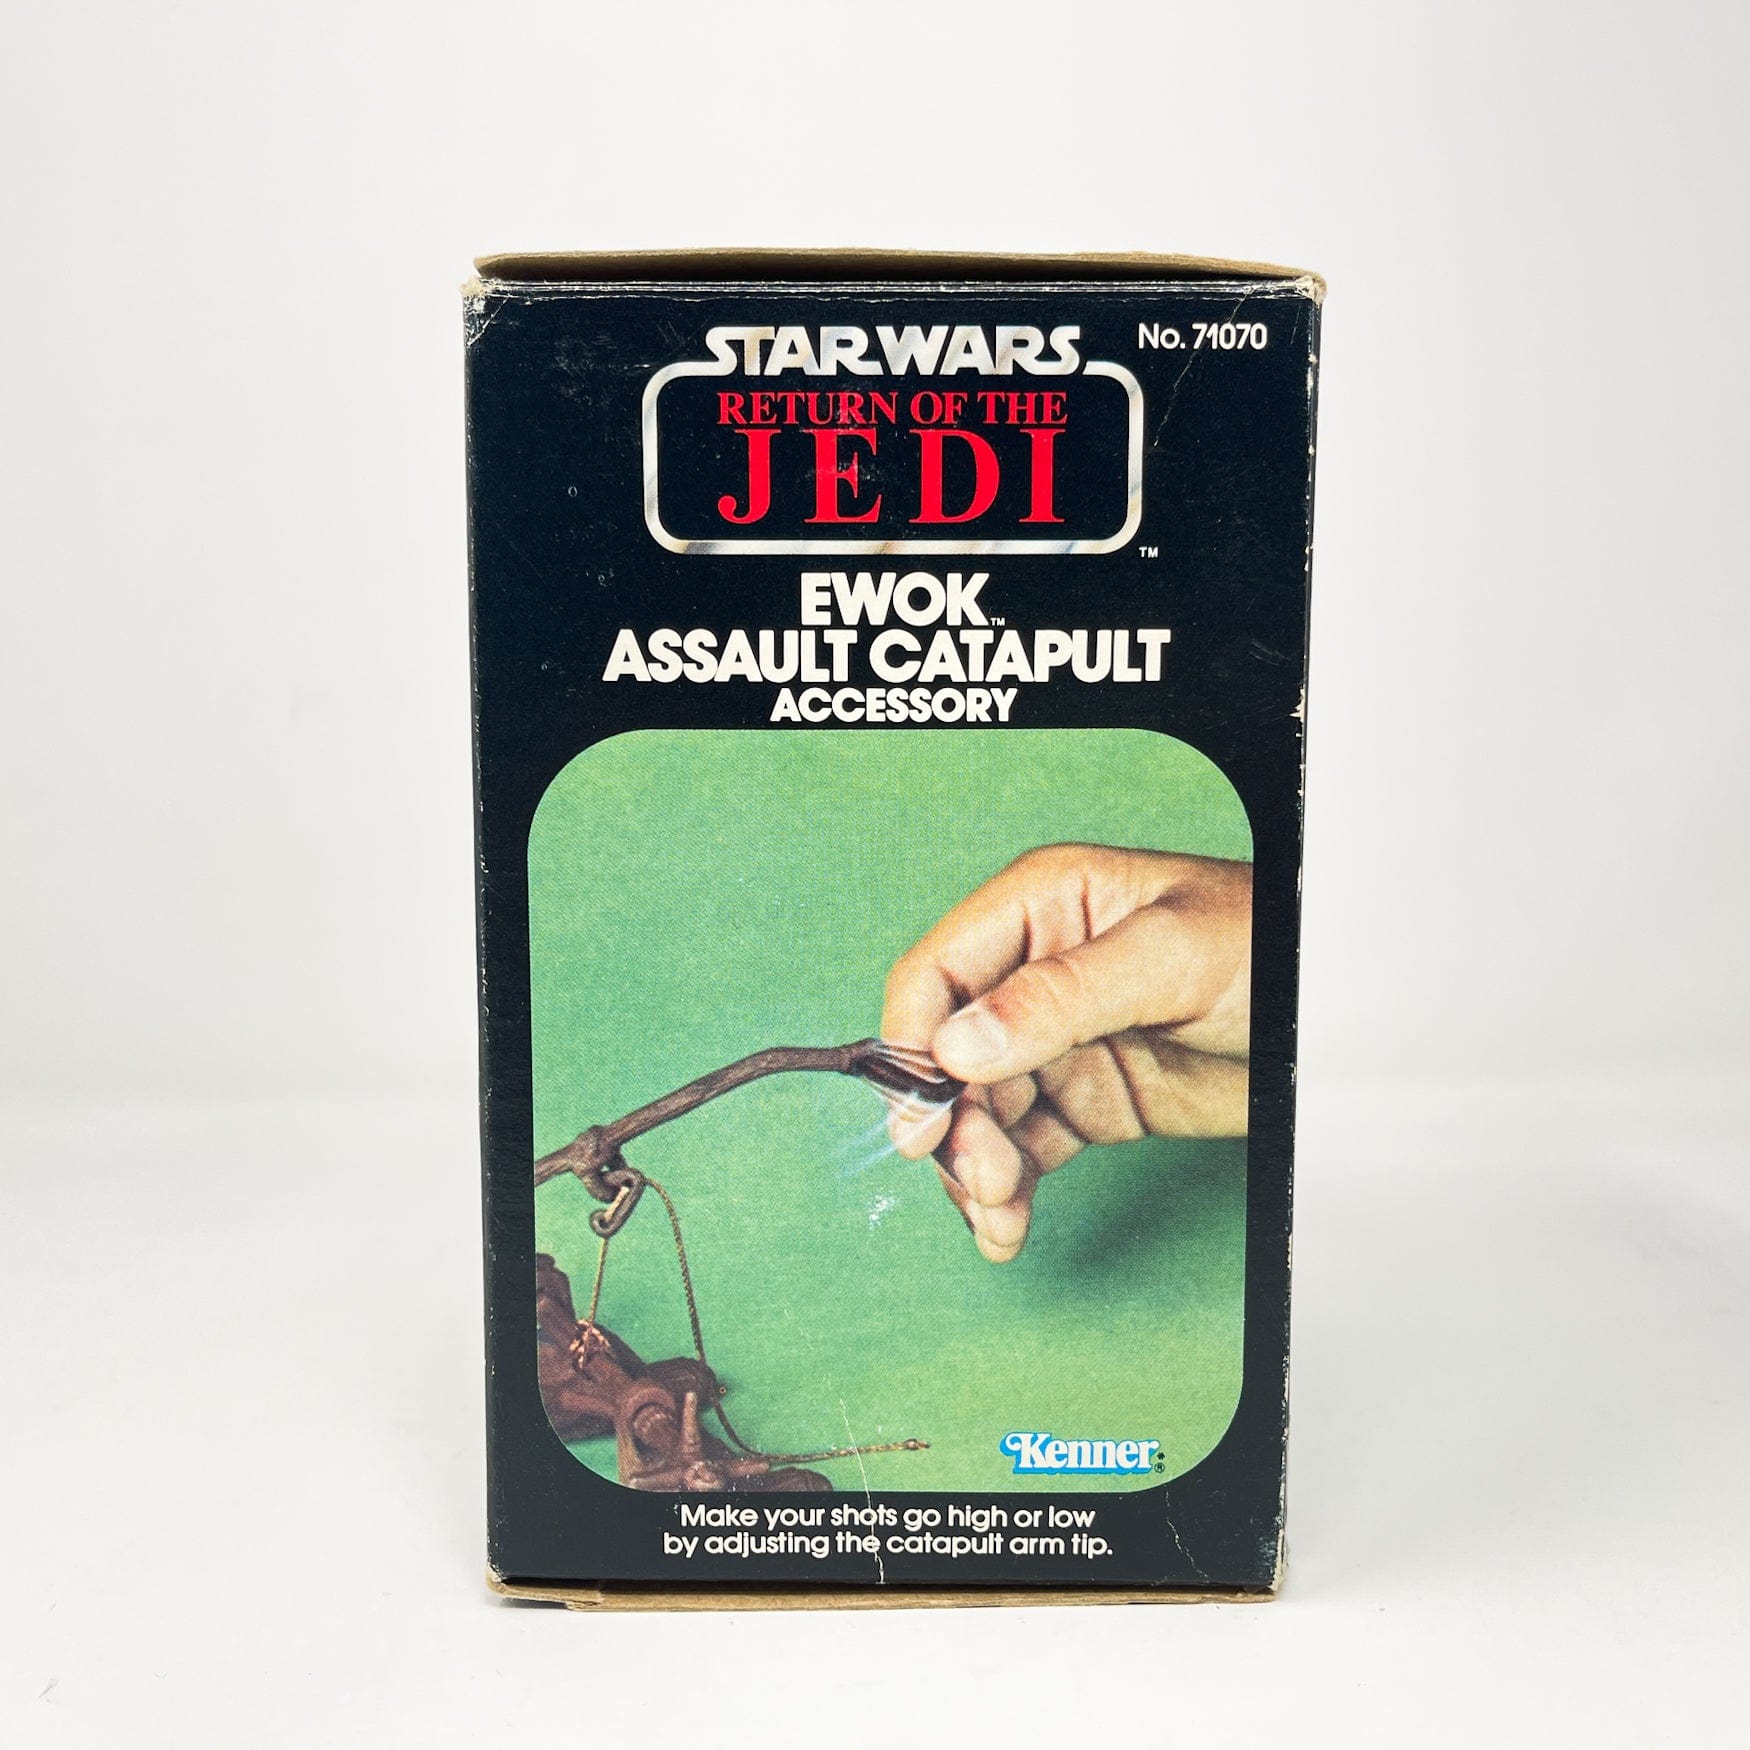 STAR WARS
No. 71070
RETURN OF THE
JEDI
TM
EWOK™
ASSAULT CATAPULT
ACCESSORY
Kenner®
Make your shots go high or low
by adjusting the catapult arm tip.